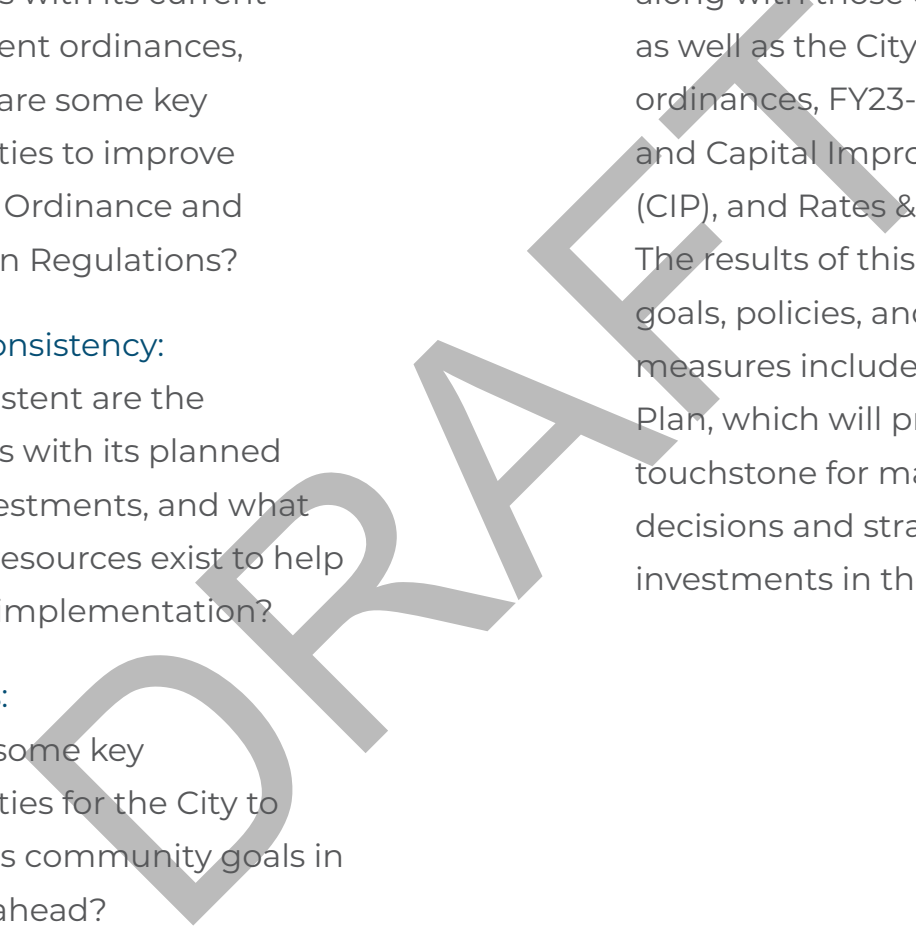 ent ordinances,
are some key
ties to improve
Ordinance and
n Regulations?
onsistency:
stent are the
s with its planned
estments, and what
esources exist to help
implementation?
s:
some key
ties for the City to
s community goals in
ahead?
as well as the City
ordinances, FY23-
and Capital Impro
(CIP), and Rates &
The results of this
goals, policies, and
measures include
Plan, which will pr
touchstone for ma
decisions and stra
investments in th
DRAFT